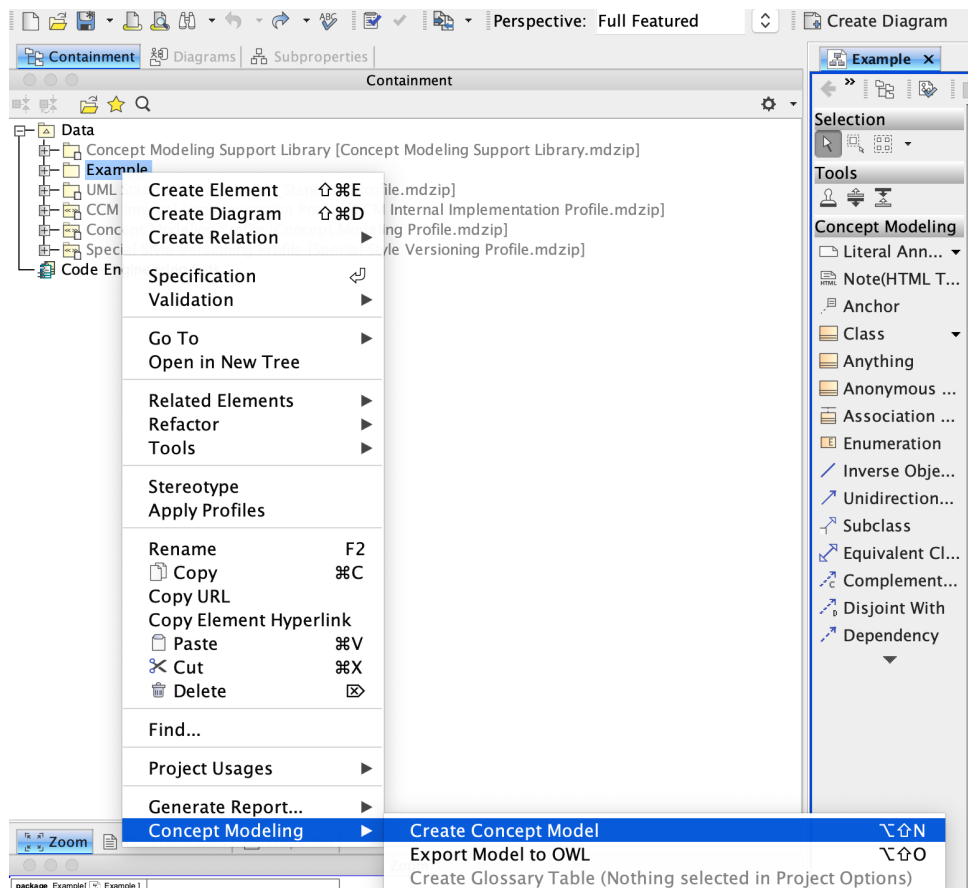 Perspective: Full Featured Create Diagram
Containment Diagrams Subproperties
Containment
Data
Concept Modeling Support Library [Concept Modeling Support Library.mdzip]
Example
UML file.mdzip]
CCM Internal Implementation Profile.mdzip]
Conce ng Profile.mdzip]
Special yle Versioning Profile.mdzip]
Code En
Create Element ⇧⌘E
Create Diagram ⇧⌘D
Create Relation
Specification
Validation
Go To
Open in New Tree
Related Elements
Refactor
Tools
Stereotype
Apply Profiles
Rename F2
Copy ⌘C
Copy URL
Copy Element Hyperlink
Paste ⌘V
Cut ⌘X
Delete ⌦
Find...
Project Usages
Generate Report...
Concept Modeling
Create Concept Model ⌥⇧N
Export Model to OWL ⌥⇧O
Create Glossary Table (Nothing selected in Project Options)
Zoom
package Example[ Example ]
Example
Selection
Tools
Concept Modeling
Literal Ann...
Note(HTML T...
Anchor
Class
Anything
Anonymous ...
Association ...
Enumeration
Inverse Obje...
Unidirection...
Subclass
Equivalent Cl...
Complement...
Disjoint With
Dependency